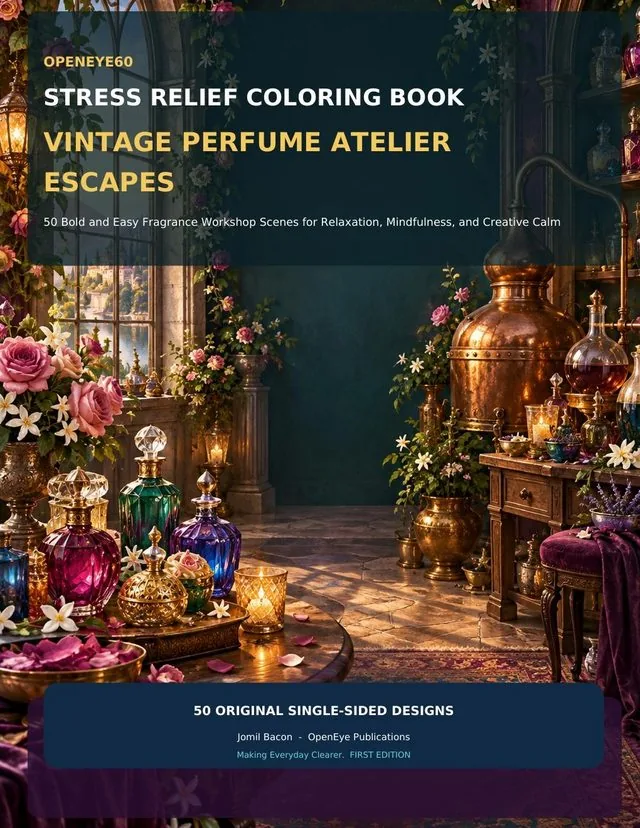 OPENEYE60
STRESS RELIEF COLORING BOOK
VINTAGE PERFUME ATELIER
ESCAPES
50 Bold and Easy Fragrance Workshop Scenes for Relaxation, Mindfulness, and Creative Calm
50 ORIGINAL SINGLE-SIDED DESIGNS
Jomil Bacon - OpenEye Publications
Making Everyday Clearer. FIRST EDITION